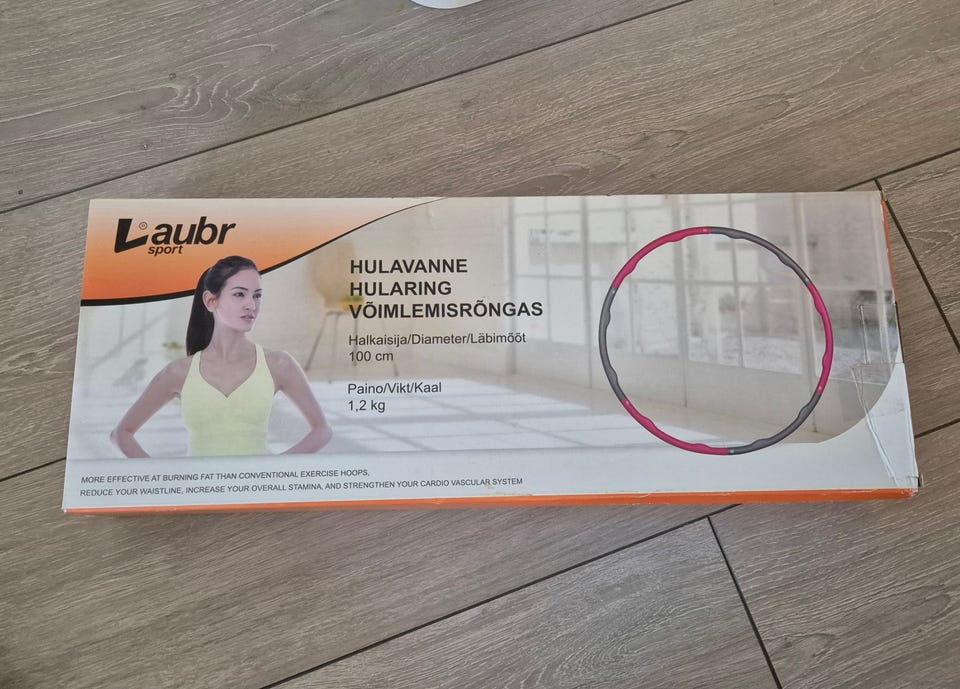 Laubr®
sport
HULAVANNE
HULARING
VÕIMLEMISRÕNGAS
Halkaisija/Diameter/Läbimõõt
100 cm
Paino/Vikt/Kaal
1,2 kg
MORE EFFECTIVE AT BURNING FAT THAN CONVENTIONAL EXERCISE HOOPS,
REDUCE YOUR WAISTLINE, INCREASE YOUR OVERALL STAMINA, AND STRENGTHEN YOUR CARDIO VASCULAR SYSTEM